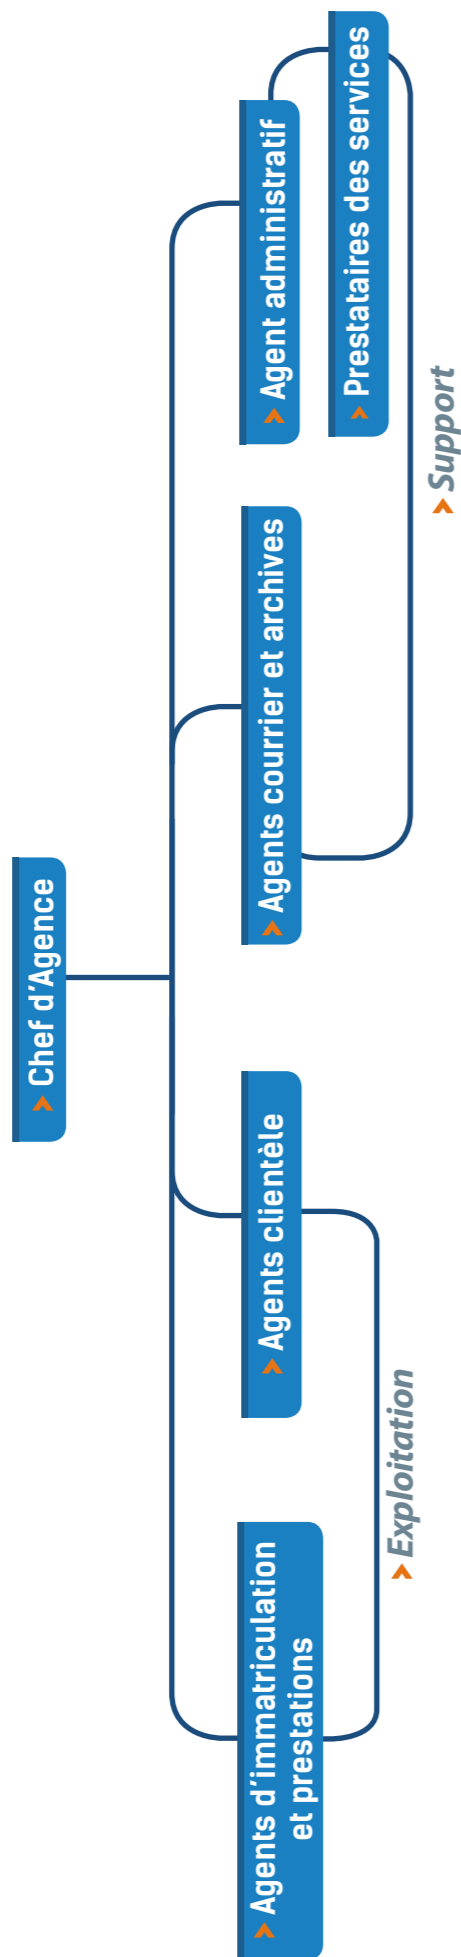 Chef d'Agence
Agents d'immatriculation
et prestations
Agents clientèle
Agents courrier et archives
Agent administratif
Prestataires des services
Exploitation
Support